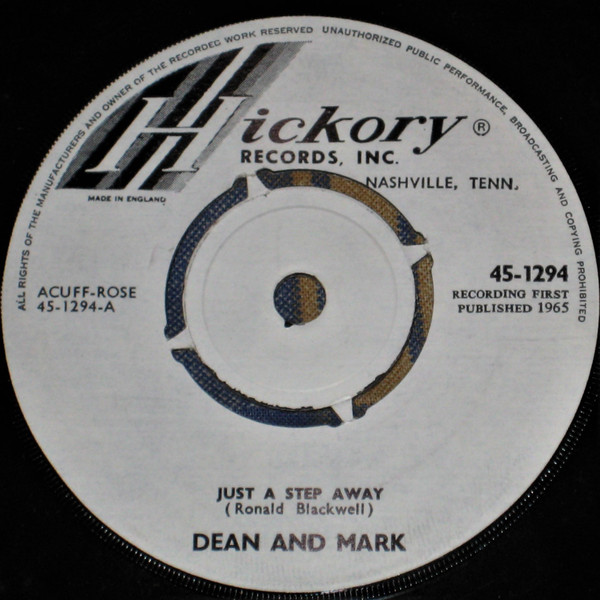 ALL RIGHTS OF THE MANUFACTURERS AND OWNER OF THE RECORDED WORK RESERVED UNAUTHORIZED PUBLIC PERFORMANCE, BROADCASTING AND COPYING PROHIBITED
Hickory ®
RECORDS, INC.
NASHVILLE, TENN.
MADE IN ENGLAND
ACUFF-ROSE
45-1294-A
45-1294
RECORDING FIRST
PUBLISHED 1965
JUST A STEP AWAY
(Ronald Blackwell)
DEAN AND MARK